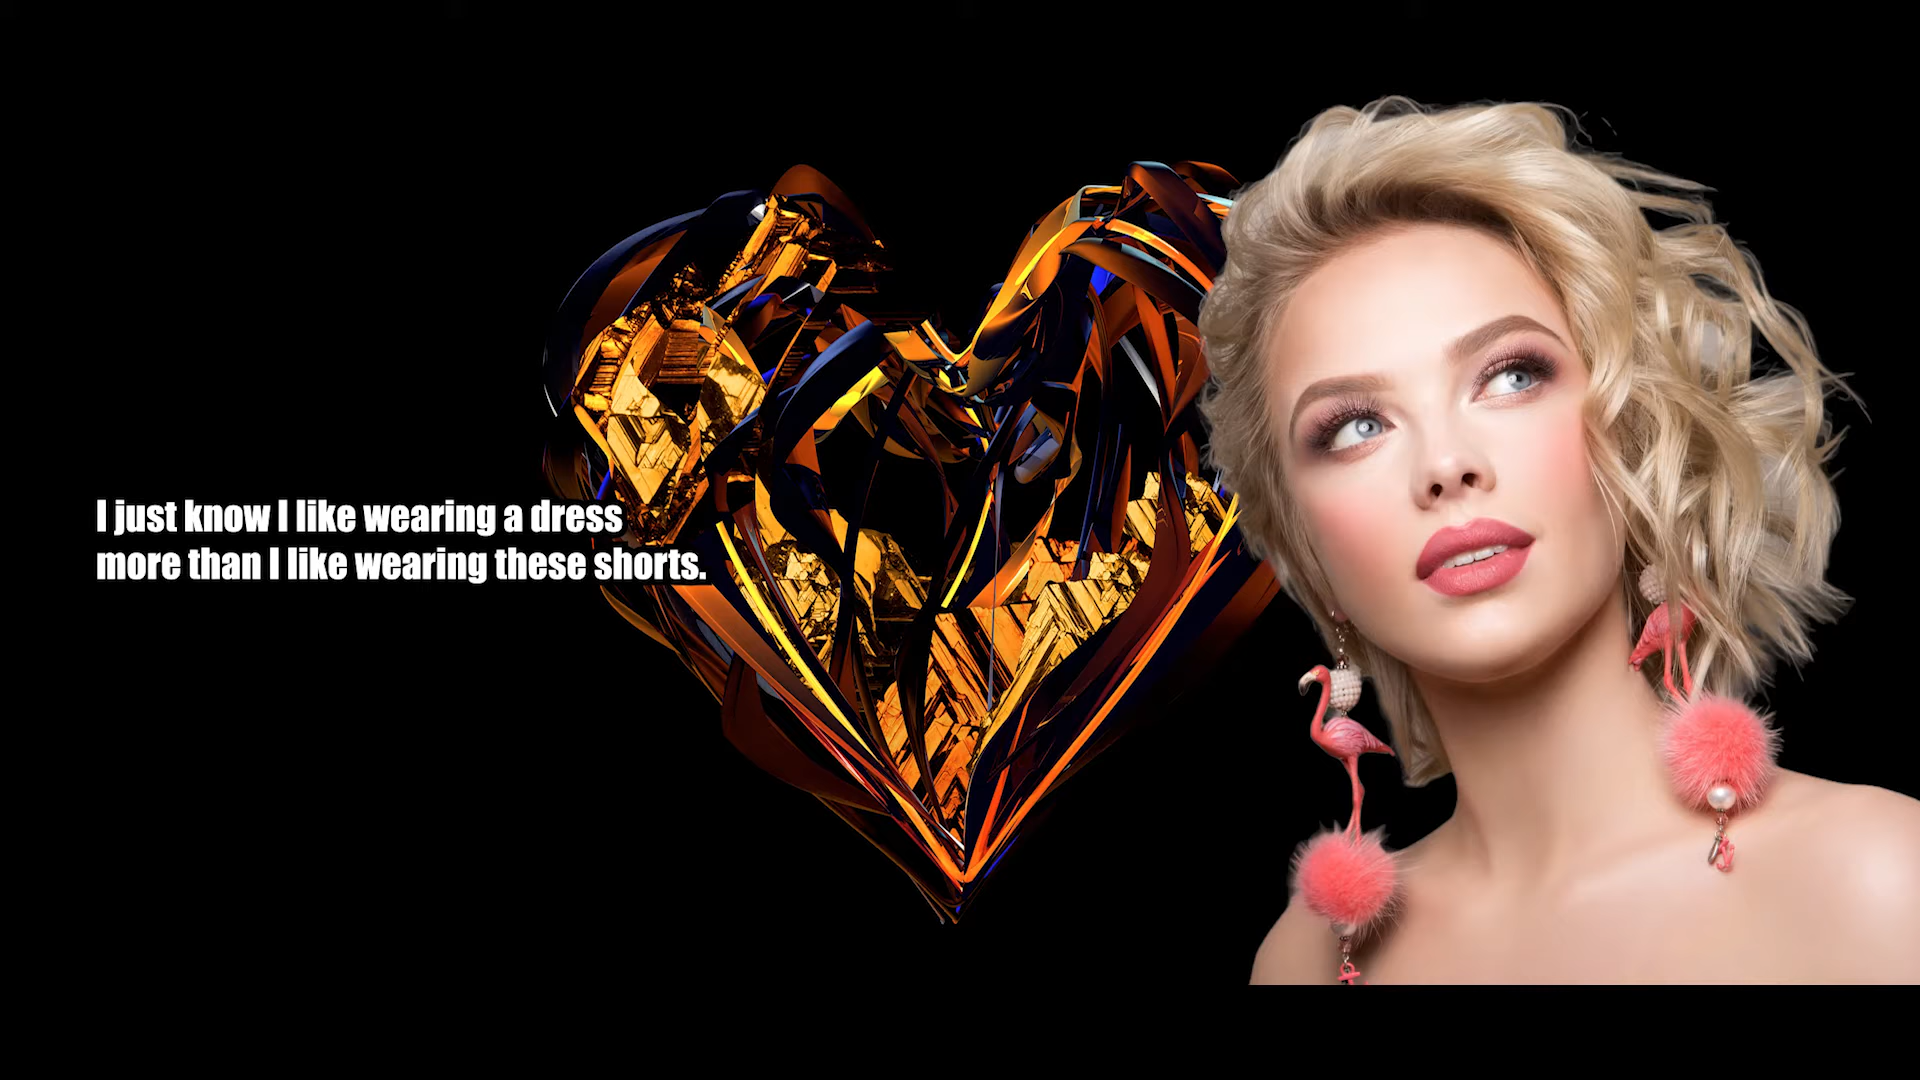 I just know I like wearing a dress
more than I like wearing these shorts.